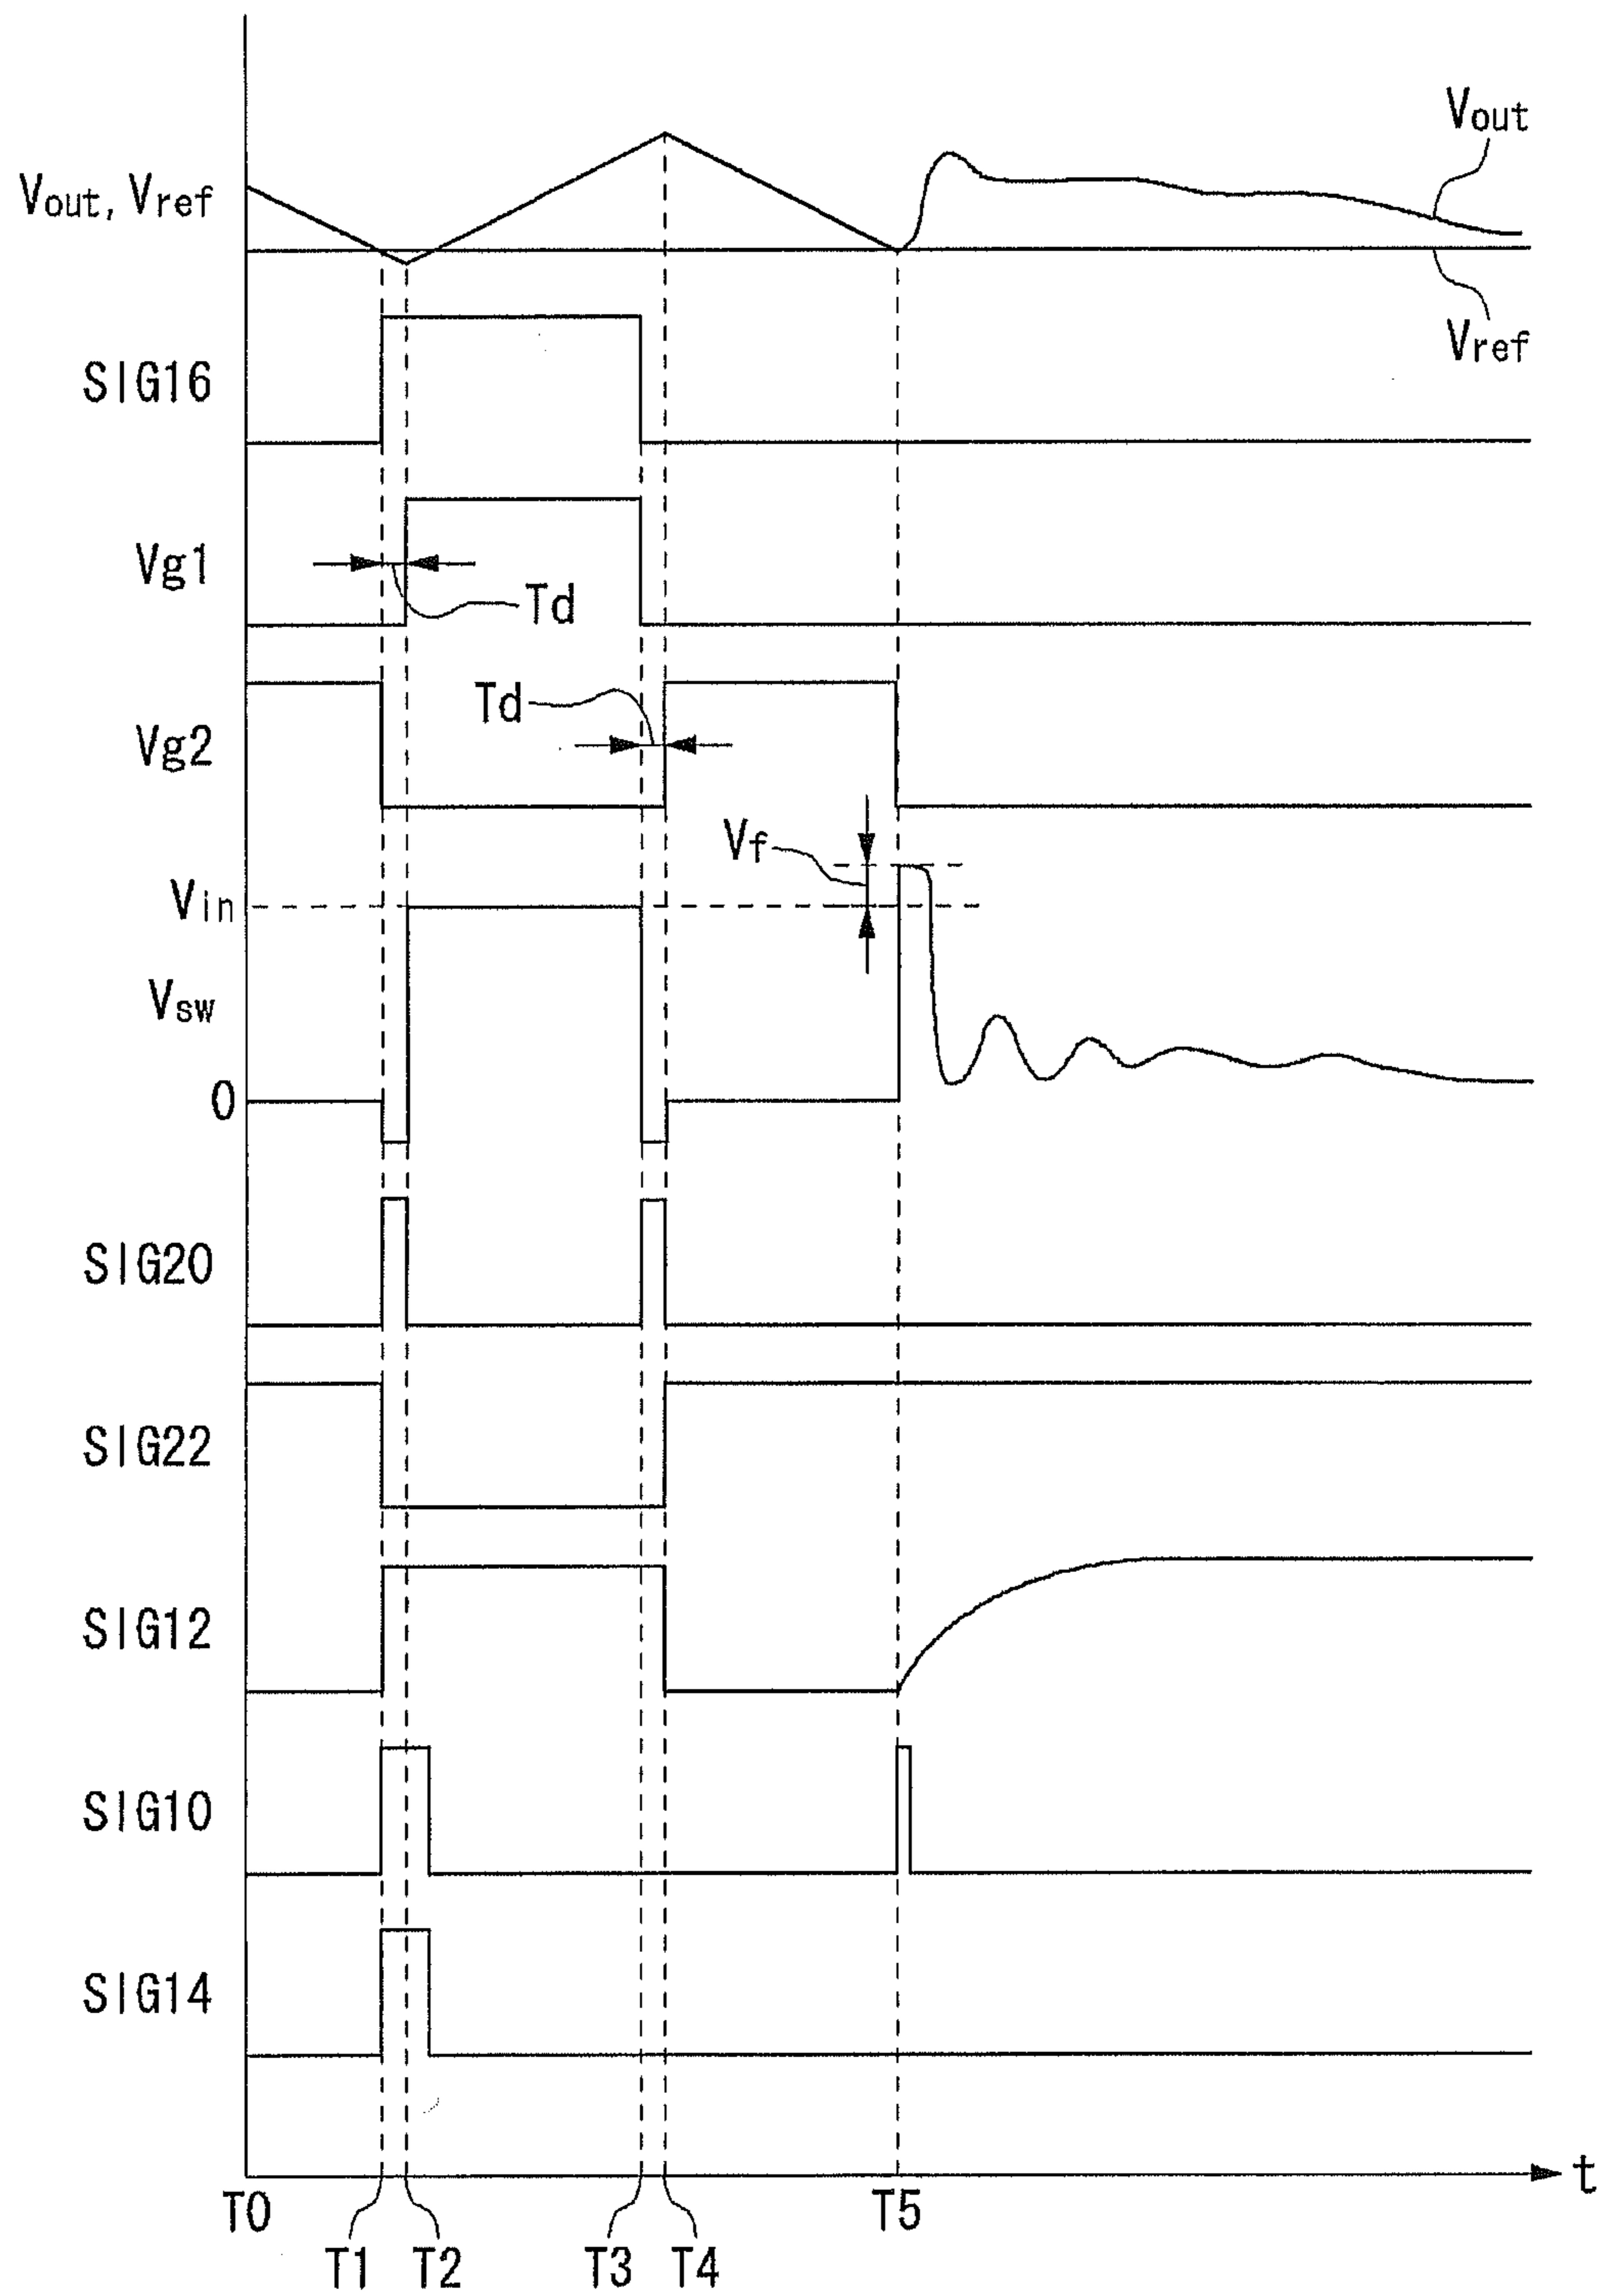 Vout
Vout, Vref
Vref
SIG16
Vg1
Td
Td
Vg2
Vf
Vin
Vsw
0
SIG20
SIG22
SIG12
SIG10
SIG14
t
T0
T5
T1
T2
T3
T4